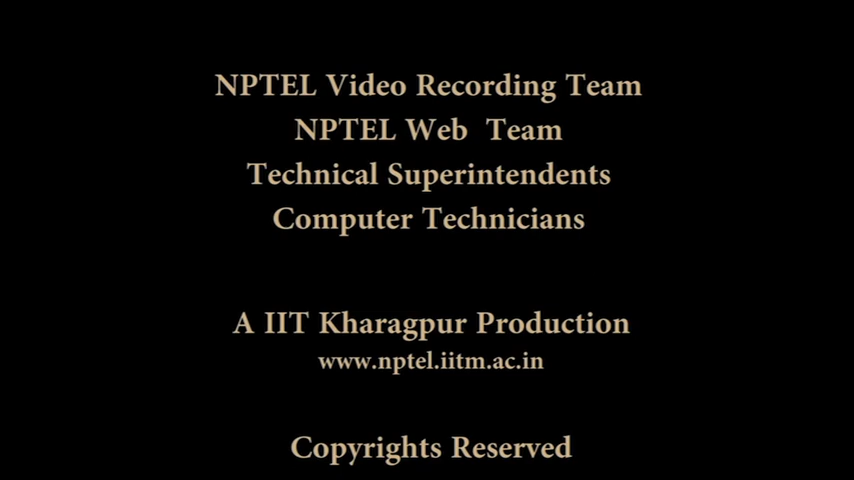 NPTEL Video Recording Team
NPTEL Web Team
Technical Superintendents
Computer Technicians
A IIT Kharagpur Production
www.nptel.iitm.ac.in
Copyrights Reserved